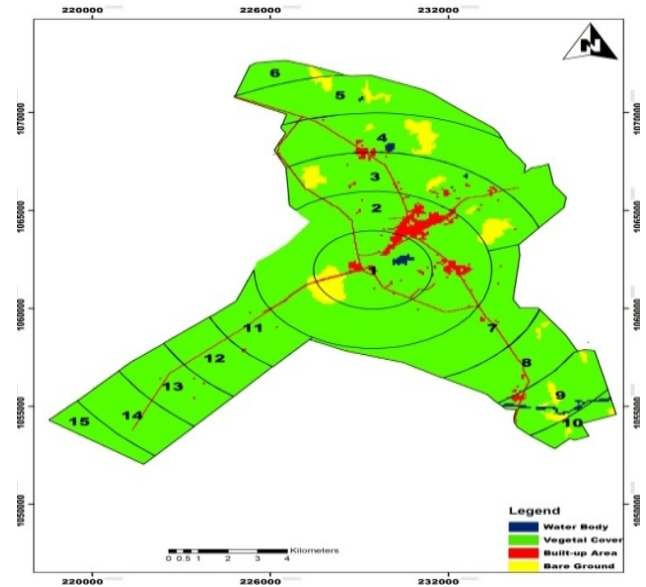 220000 226000 232000
N
6
5
1070000 1070000
4
3
1065000 1065000
2
1
1060000 1060000
11 7
12 8
13 9
1055000 1055000
15 14 10
1050000 1050000
Legend
Water Body
Vegetal Cover
Built-up Area
Bare Ground
Kilometers
0 0.5 1 2 3 4
220000 226000 232000